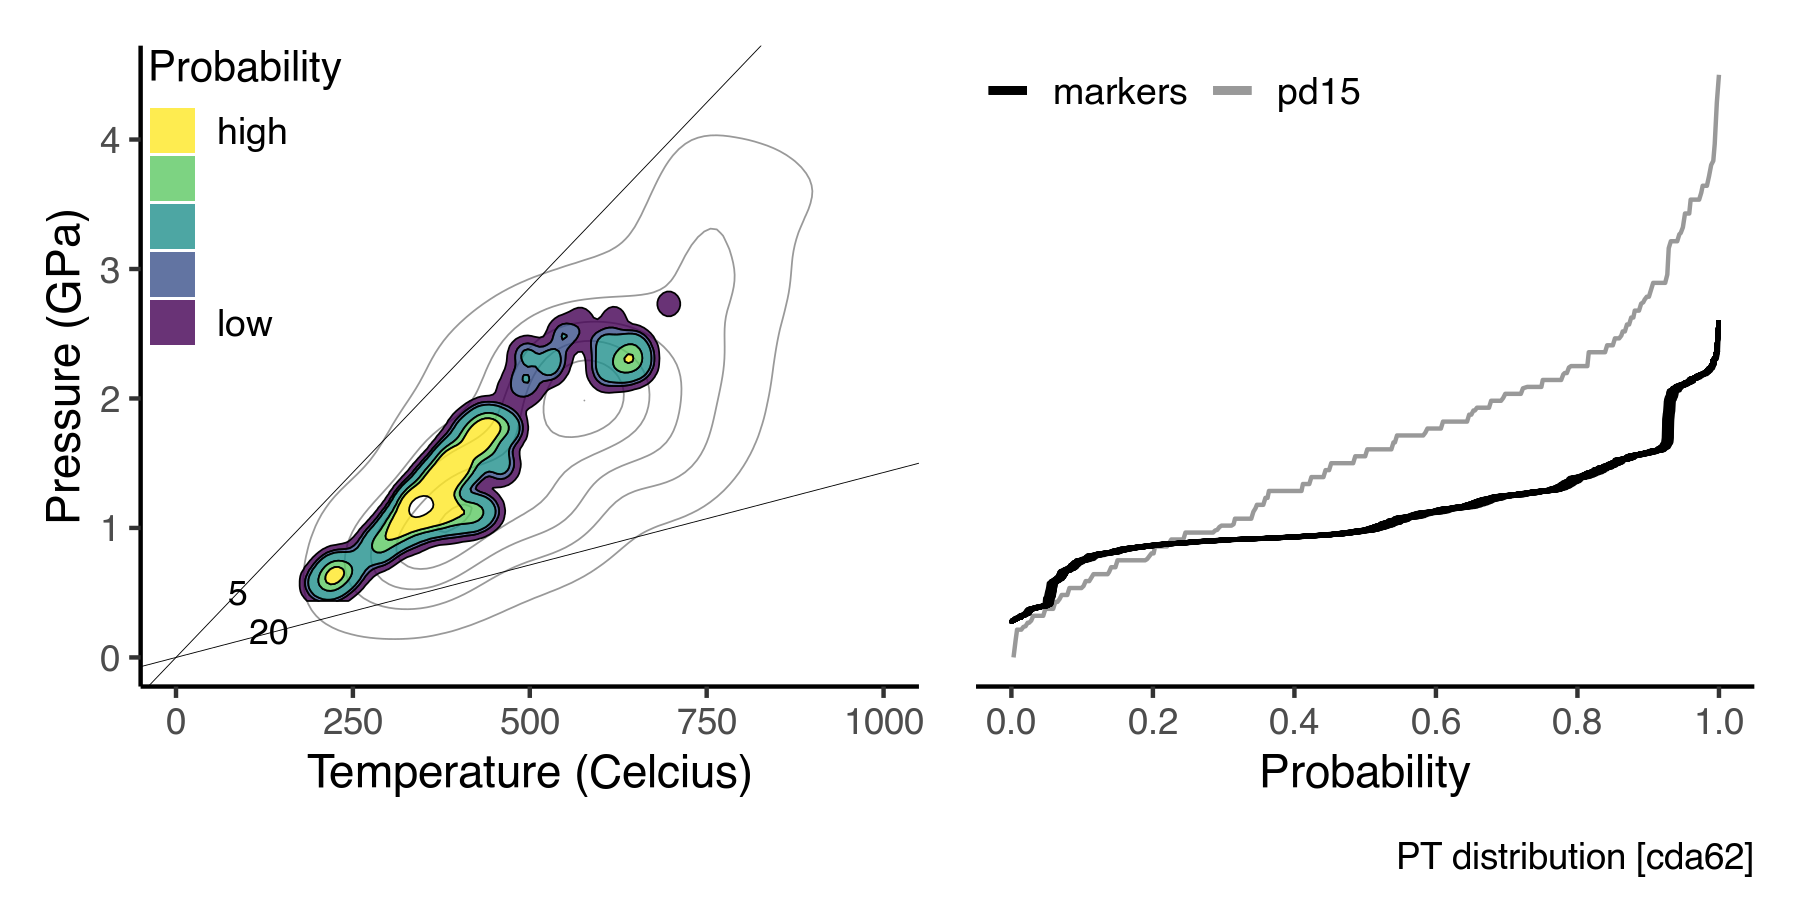 Probability
high
low
Pressure (GPa)
4
3
2
1
0
5
20
0 250 500 750 1000
Temperature (Celcius)
markers pd15
0.0 0.2 0.4 0.6 0.8 1.0
Probability
PT distribution [cda62]